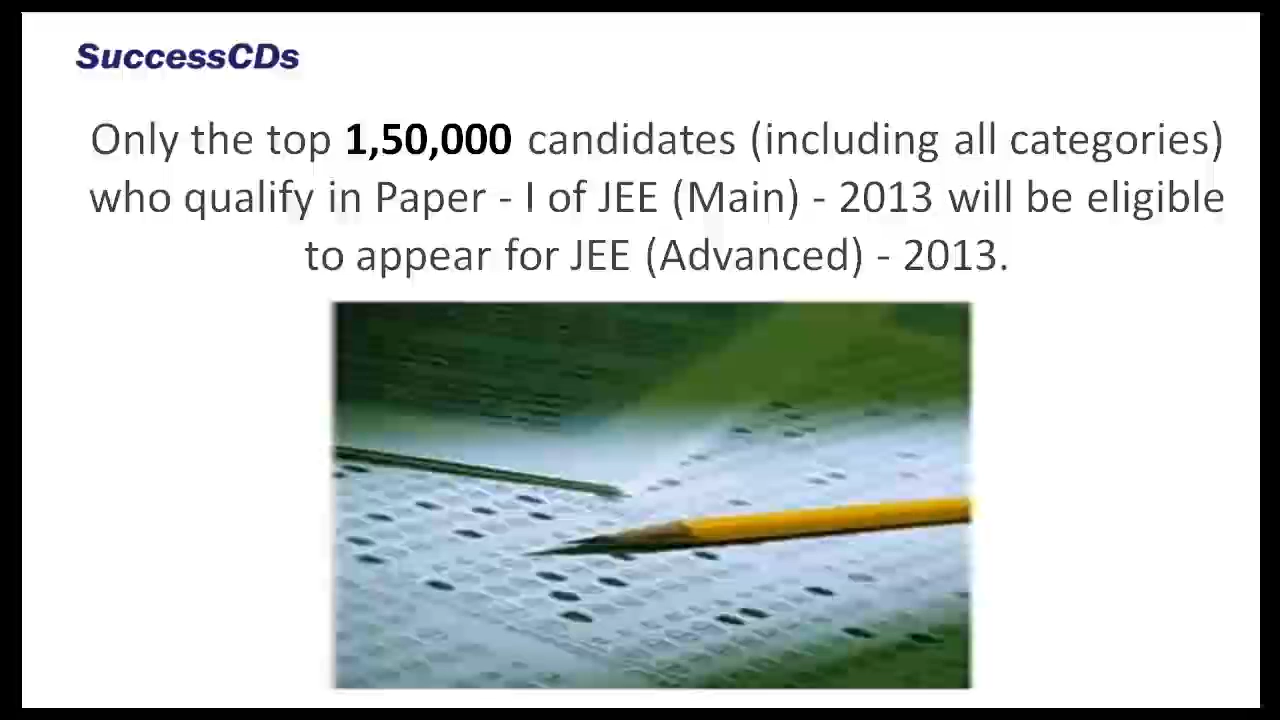 SuccessCDs
Only the top 1,50,000 candidates (including all categories)
who qualify in Paper - I of JEE (Main) - 2013 will be eligible
to appear for JEE (Advanced) - 2013.